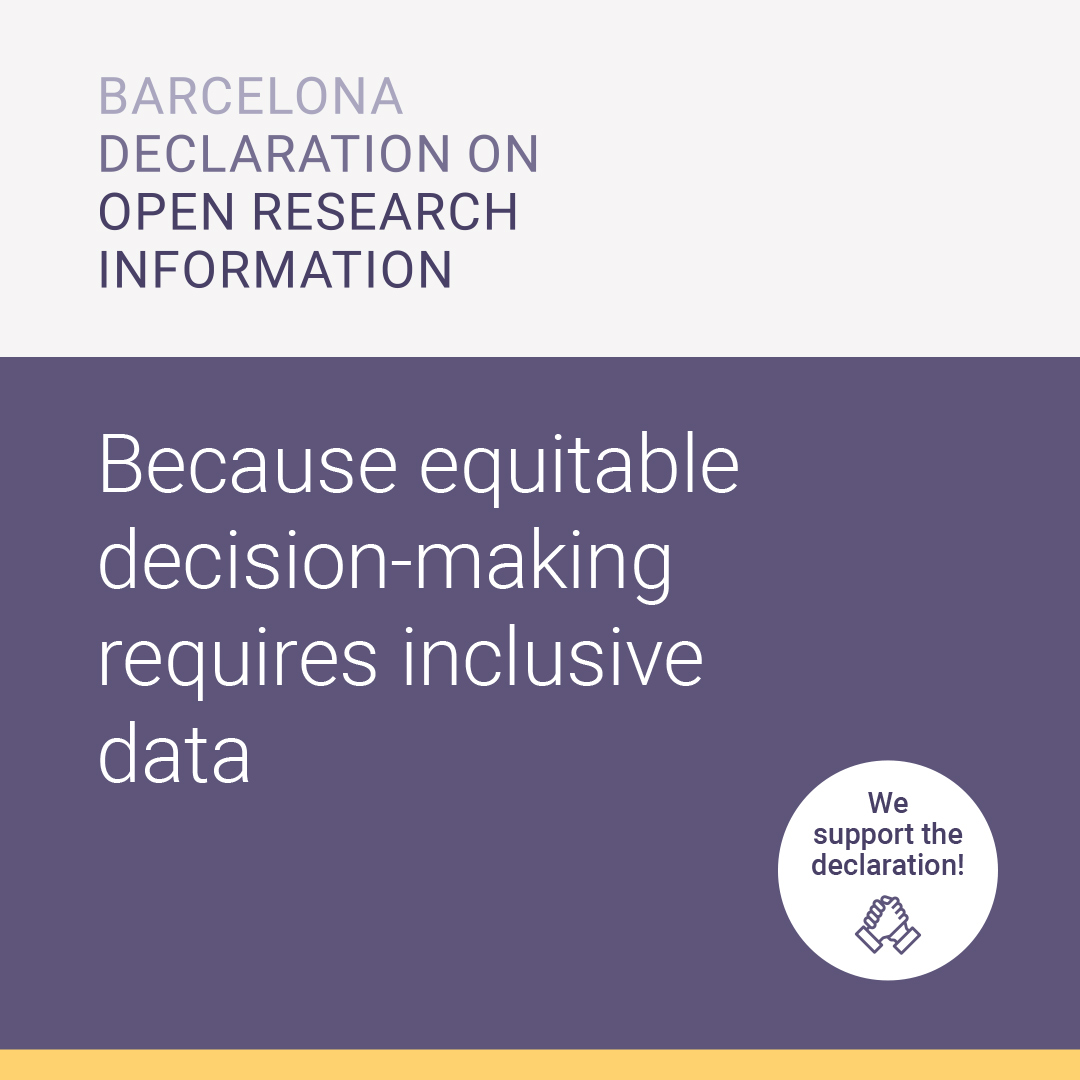 BARCELONA
DECLARATION ON
OPEN RESEARCH
INFORMATION
Because equitable
decision-making
requires inclusive
data
We
support the
declaration!